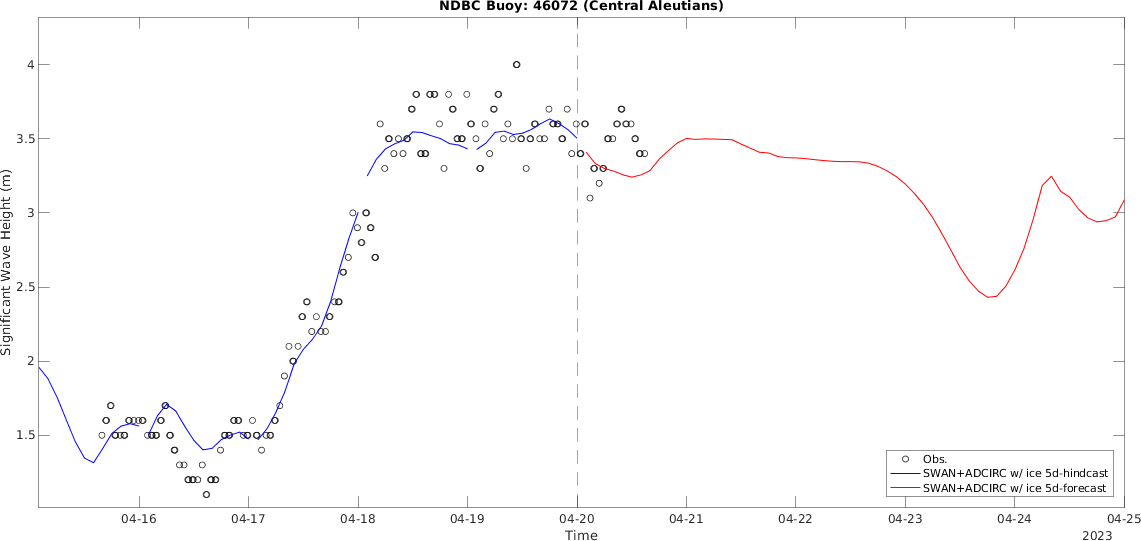 NDBC Buoy: 46072 (Central Aleutians)
Significant Wave Height (m)
4
3.5
3
2.5
2
1.5
Obs.
SWAN+ADCIRC w/ ice 5d-hindcast
SWAN+ADCIRC w/ ice 5d-forecast
04-16 04-17 04-18 04-19 04-20 04-21 04-22 04-23 04-24 04-25
Time
2023